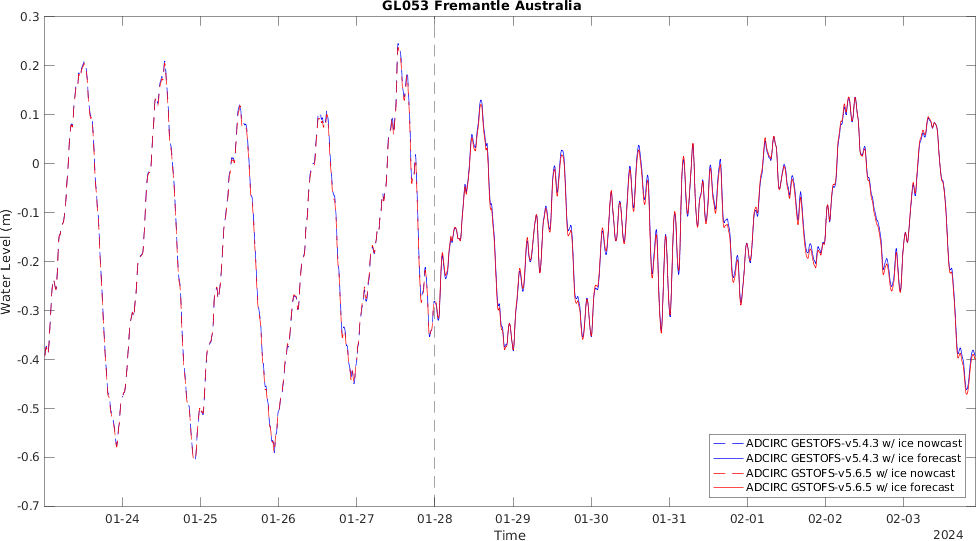 GL053 Fremantle Australia
0.3
0.2
0.1
0
-0.1
-0.2
-0.3
-0.4
-0.5
-0.6
-0.7
Water Level (m)
ADCIRC GESTOFS-v5.4.3 w/ ice nowcast
ADCIRC GESTOFS-v5.4.3 w/ ice forecast
ADCIRC GSTOFS-v5.6.5 w/ ice nowcast
ADCIRC GSTOFS-v5.6.5 w/ ice forecast
01-24 01-25 01-26 01-27 01-28 01-29 01-30 01-31 02-01 02-02 02-03
Time
2024